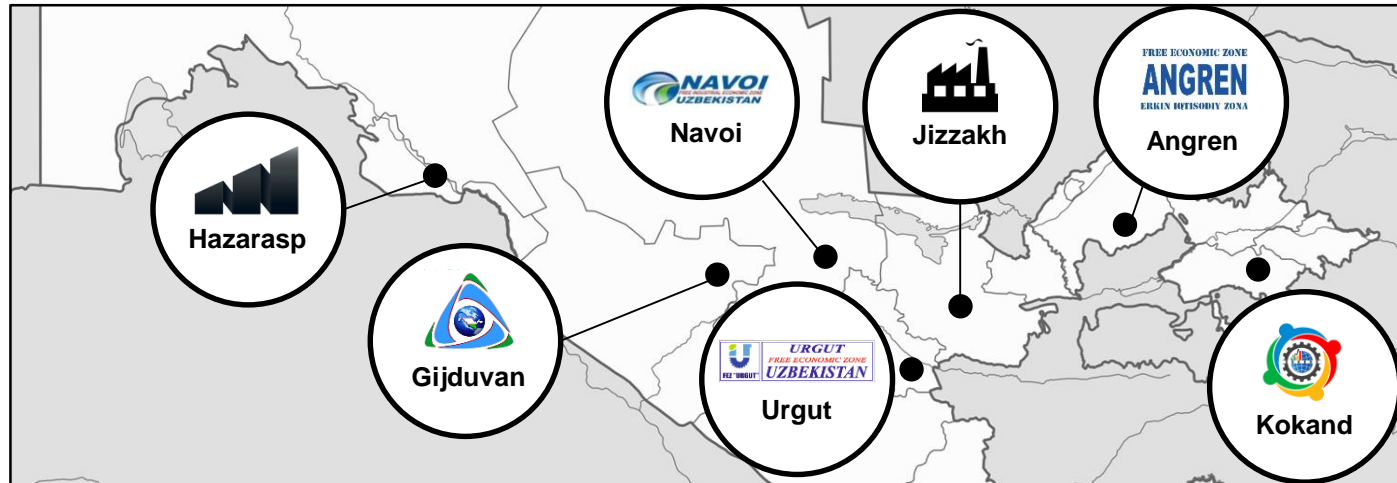 NAVOI
FREE INDUSTRIAL ECONOMIC ZONE
UZBEKISTAN
Navoi
Jizzakh
FREE ECONOMIC ZONE
ANGREN
ERKIN IQTISODIY ZONA
Angren
Hazarasp
Gijduvan
FEZ "URGUT"
URGUT
FREE ECONOMIC ZONE
UZBEKISTAN
Urgut
Kokand